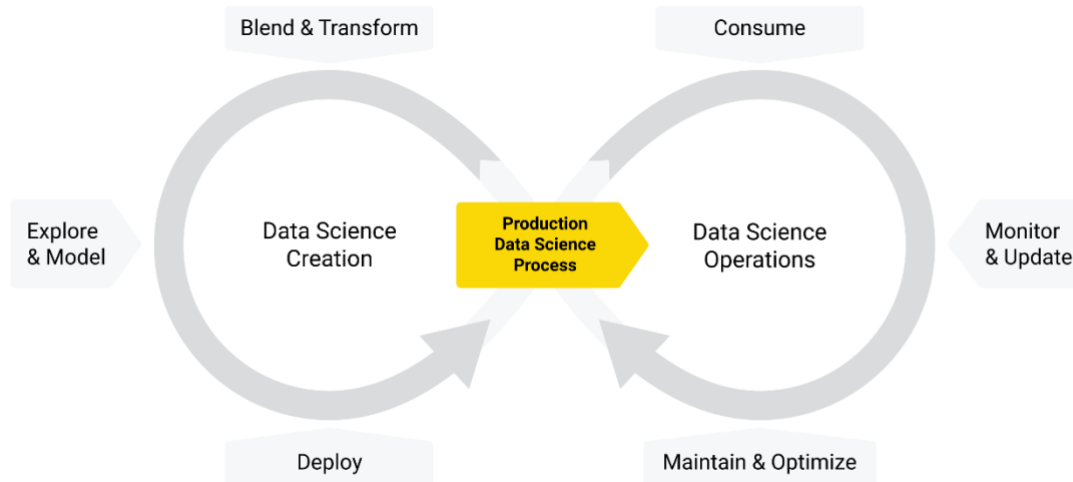 Blend & Transform
Consume
Explore
& Model
Data Science
Creation
Production
Data Science
Process
Data Science
Operations
Monitor
& Update
Deploy
Maintain & Optimize